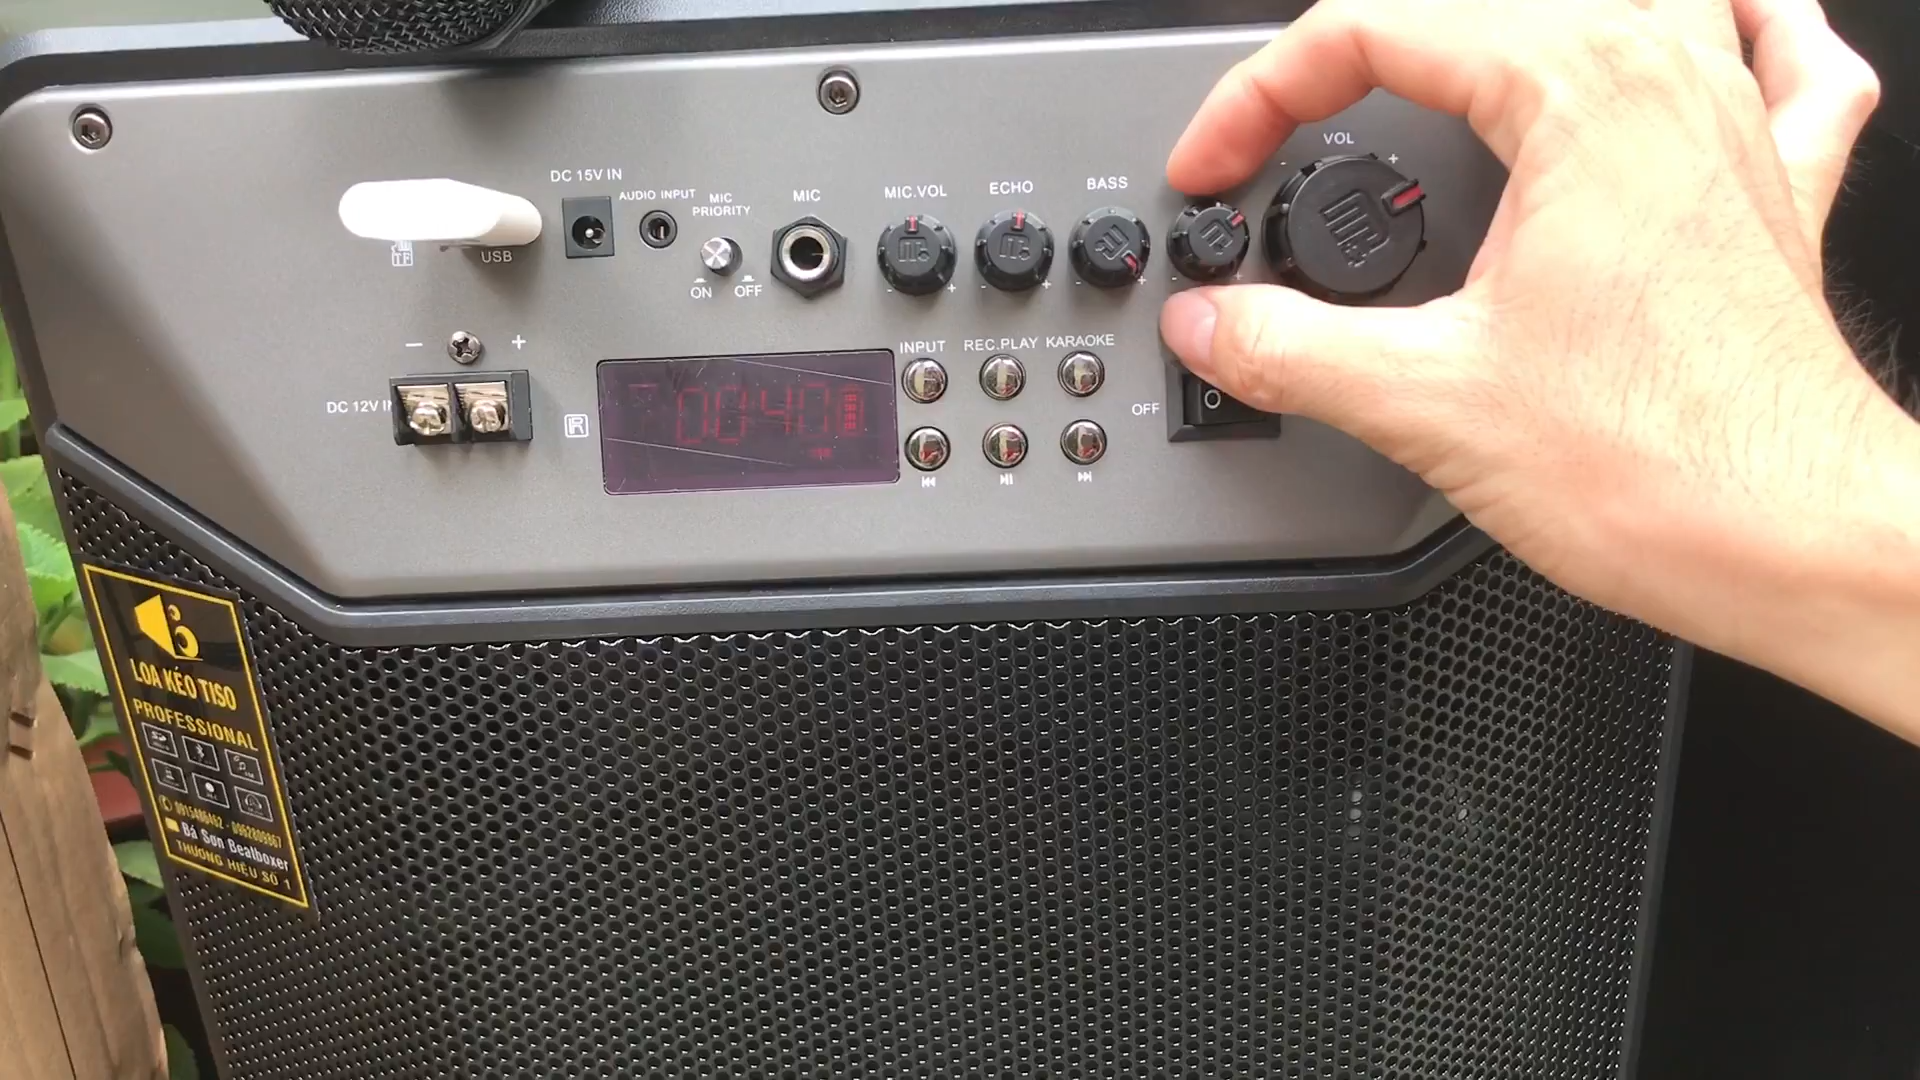 VOL
- +
DC 15V IN
AUDIO INPUT
MIC
PRIORITY
MIC
MIC.VOL
ECHO
BASS
TF
USB
ON
OFF
- +
- +
- +
- +
- +
INPUT
REC.PLAY
KARAOKE
DC 12V IN
IR
OFF
LOA KÉO TISO
PROFESSIONAL
Bá Sơn Beatboxer
THƯƠNG HIỆU SỐ 1